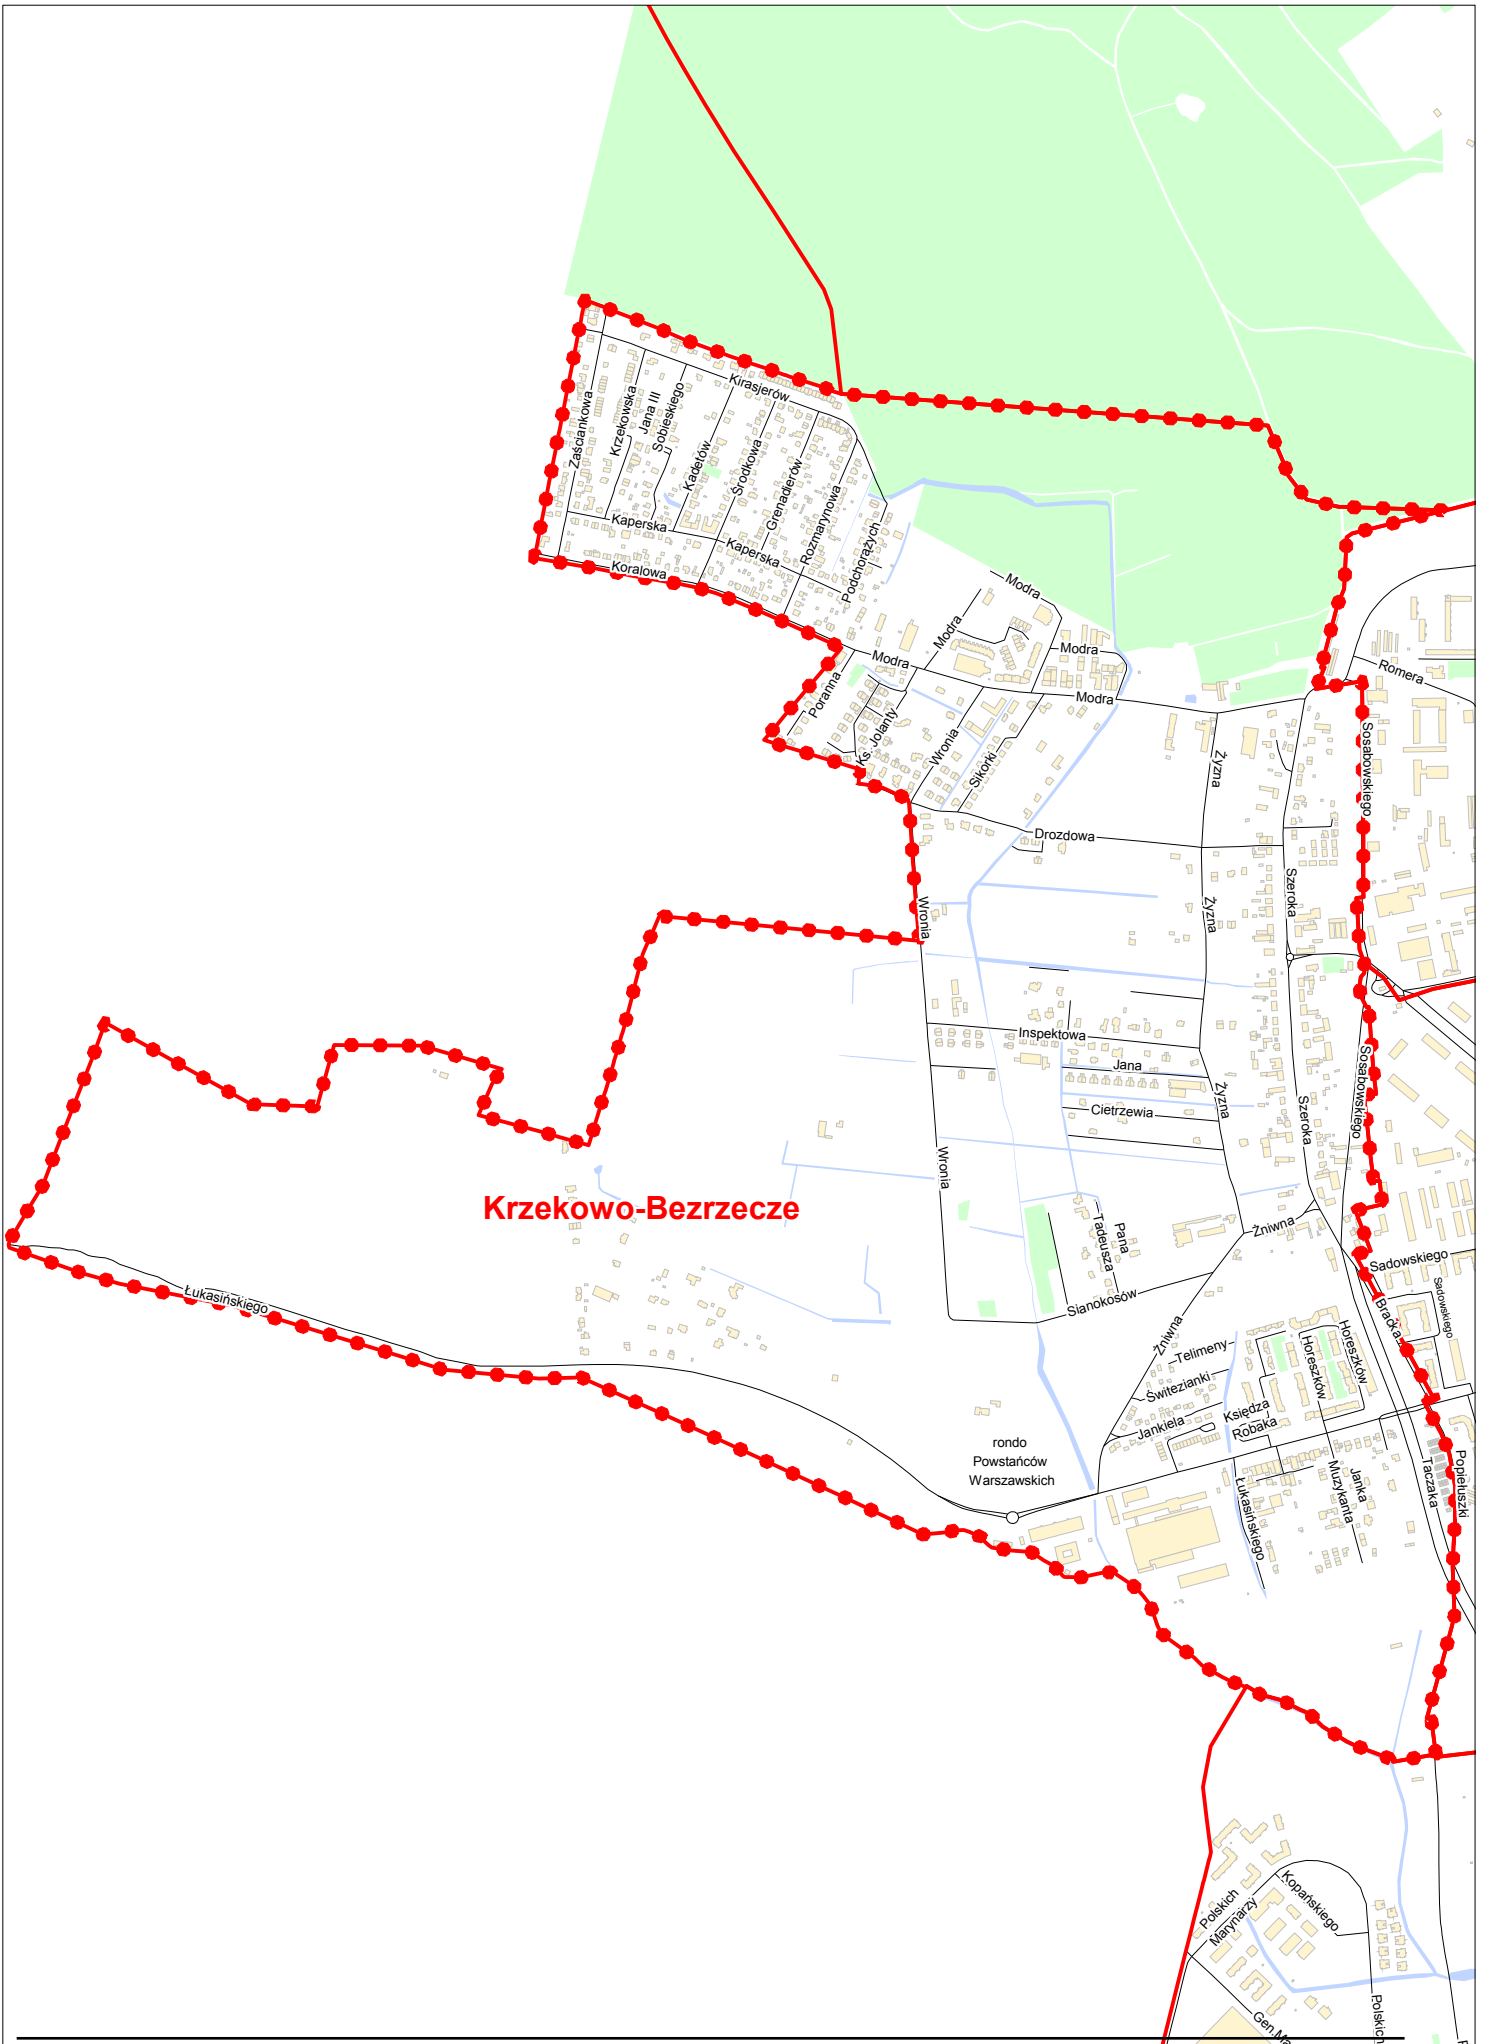 Kirasjerów
Zaściankowa
Krzekowska
Jana III
Sobieskiego
Kadetów
Środkowa
Grenadierów
Rozmarynowa
Podchorążych
Kaperska
Kaperska
Koralowa
Modra
Modra
Modra
Modra
Modra
Poranna
Ks. Jolanty
Wronia
Sikorki
Romera
Sosabowskiego
Żyzna
Drozdowa
Szeroka
Żyzna
Wronia
Inspektowa
Jana
Cietrzewia
Żyzna
Szeroka
Sosabowskiego
Wronia
Krzekowo-Bezrzecze
Pana
Tadeusza
Żniwna
Sadowskiego
Sadowskiego
Łukasińskiego
Sianokosów
Bracka
Żniwna
Telimeny
Horeszków
Horeszków
Świtezianki
Księdza
Robaka
Jankiela
rondo
Powstańców
Warszawskich
Łukasińskiego
Janka
Muzykanta
Taczaka
Popiełuszki
Polskich
Marynarzy
Kopańskiego
Polskich
Gen.Ma